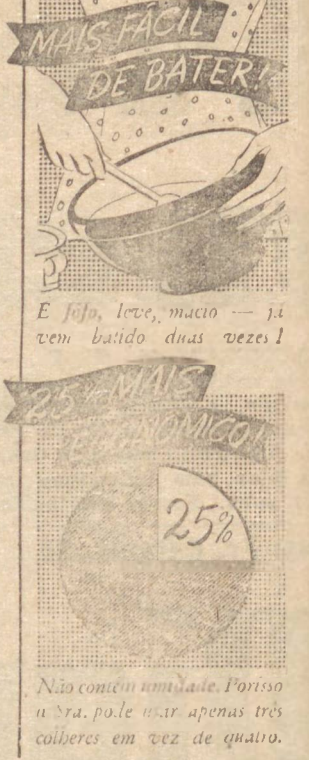 MAIS FÁCIL
DE BATER!
É fôfo, leve, macio — já
vem batido duas vezes!
25% MAIS
ECONÔMICO!
25%
Não contém umidade. Porisso
a Sra. pode usar apenas três
colheres em vez de quatro.